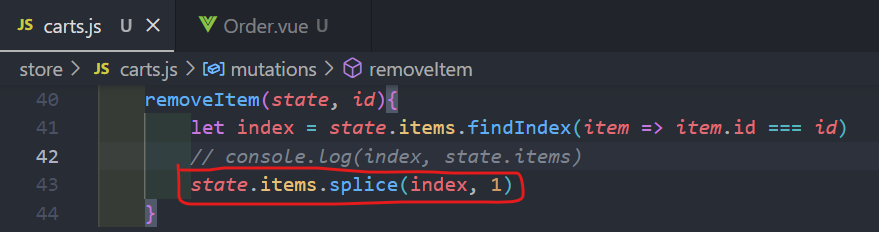 JS carts.js U × Order.vue U
store > JS carts.js > mutations > removeItem
40 removeItem(state, id){
41 let index = state.items.findIndex(item => item.id === id)
42 // console.log(index, state.items)
43 state.items.splice(index, 1)
44 }